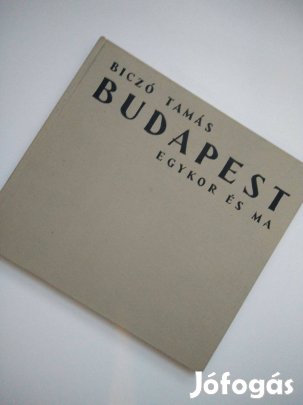 BICZÓ TAMÁS
BUDAPEST
EGYKOR ÉS MA
Jófogás